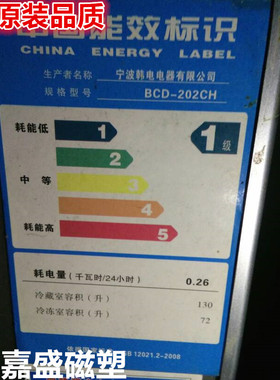 原装品质
中国能效标识
CHINA ENERGY LABEL
生产者名称 宁波韩电电器有限公司
规格型号 BCD-202CH
耗能低 1 1级
2
中等 3
4
耗能高 5
耗电量（千瓦时/24小时） 0.26
冷藏室容积（升） 130
冷冻室容积（升） 72
GB 12021.2-2008
嘉盛磁塑